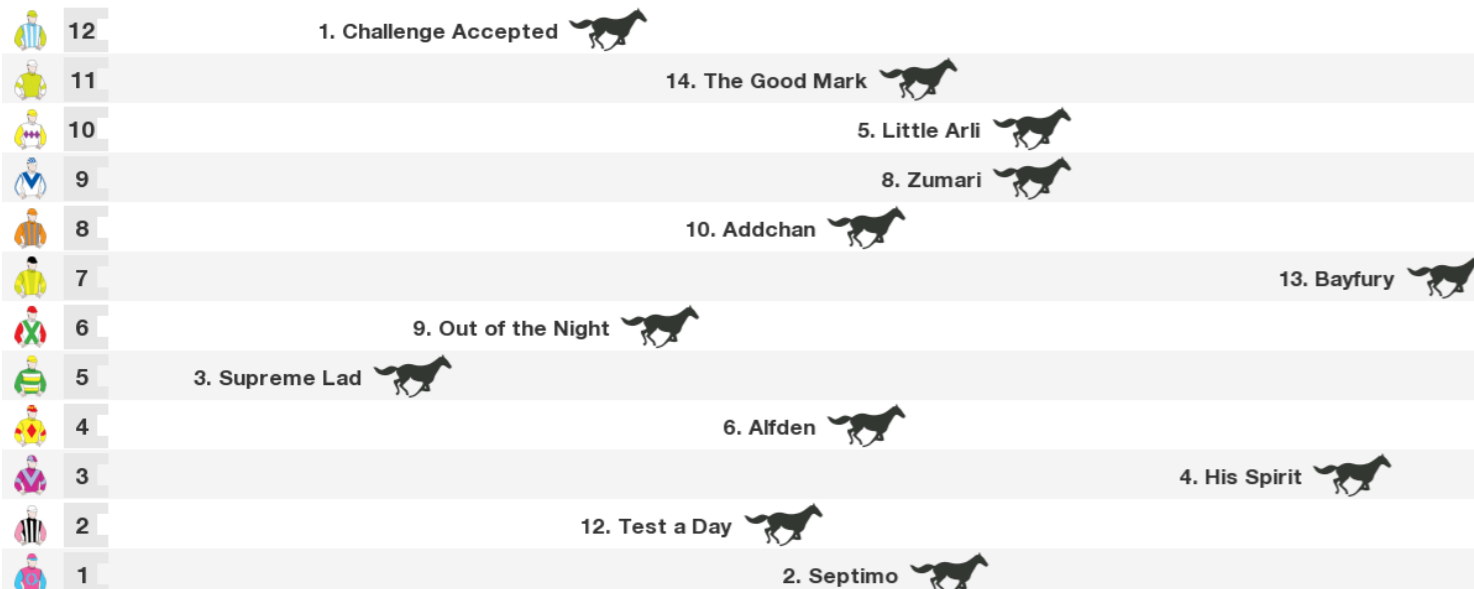 12 1. Challenge Accepted
11 14. The Good Mark
10 5. Little Arli
9 8. Zumari
8 10. Addchan
7 13. Bayfury
6 9. Out of the Night
5 3. Supreme Lad
4 6. Alfden
3 4. His Spirit
2 12. Test a Day
1 2. Septimo